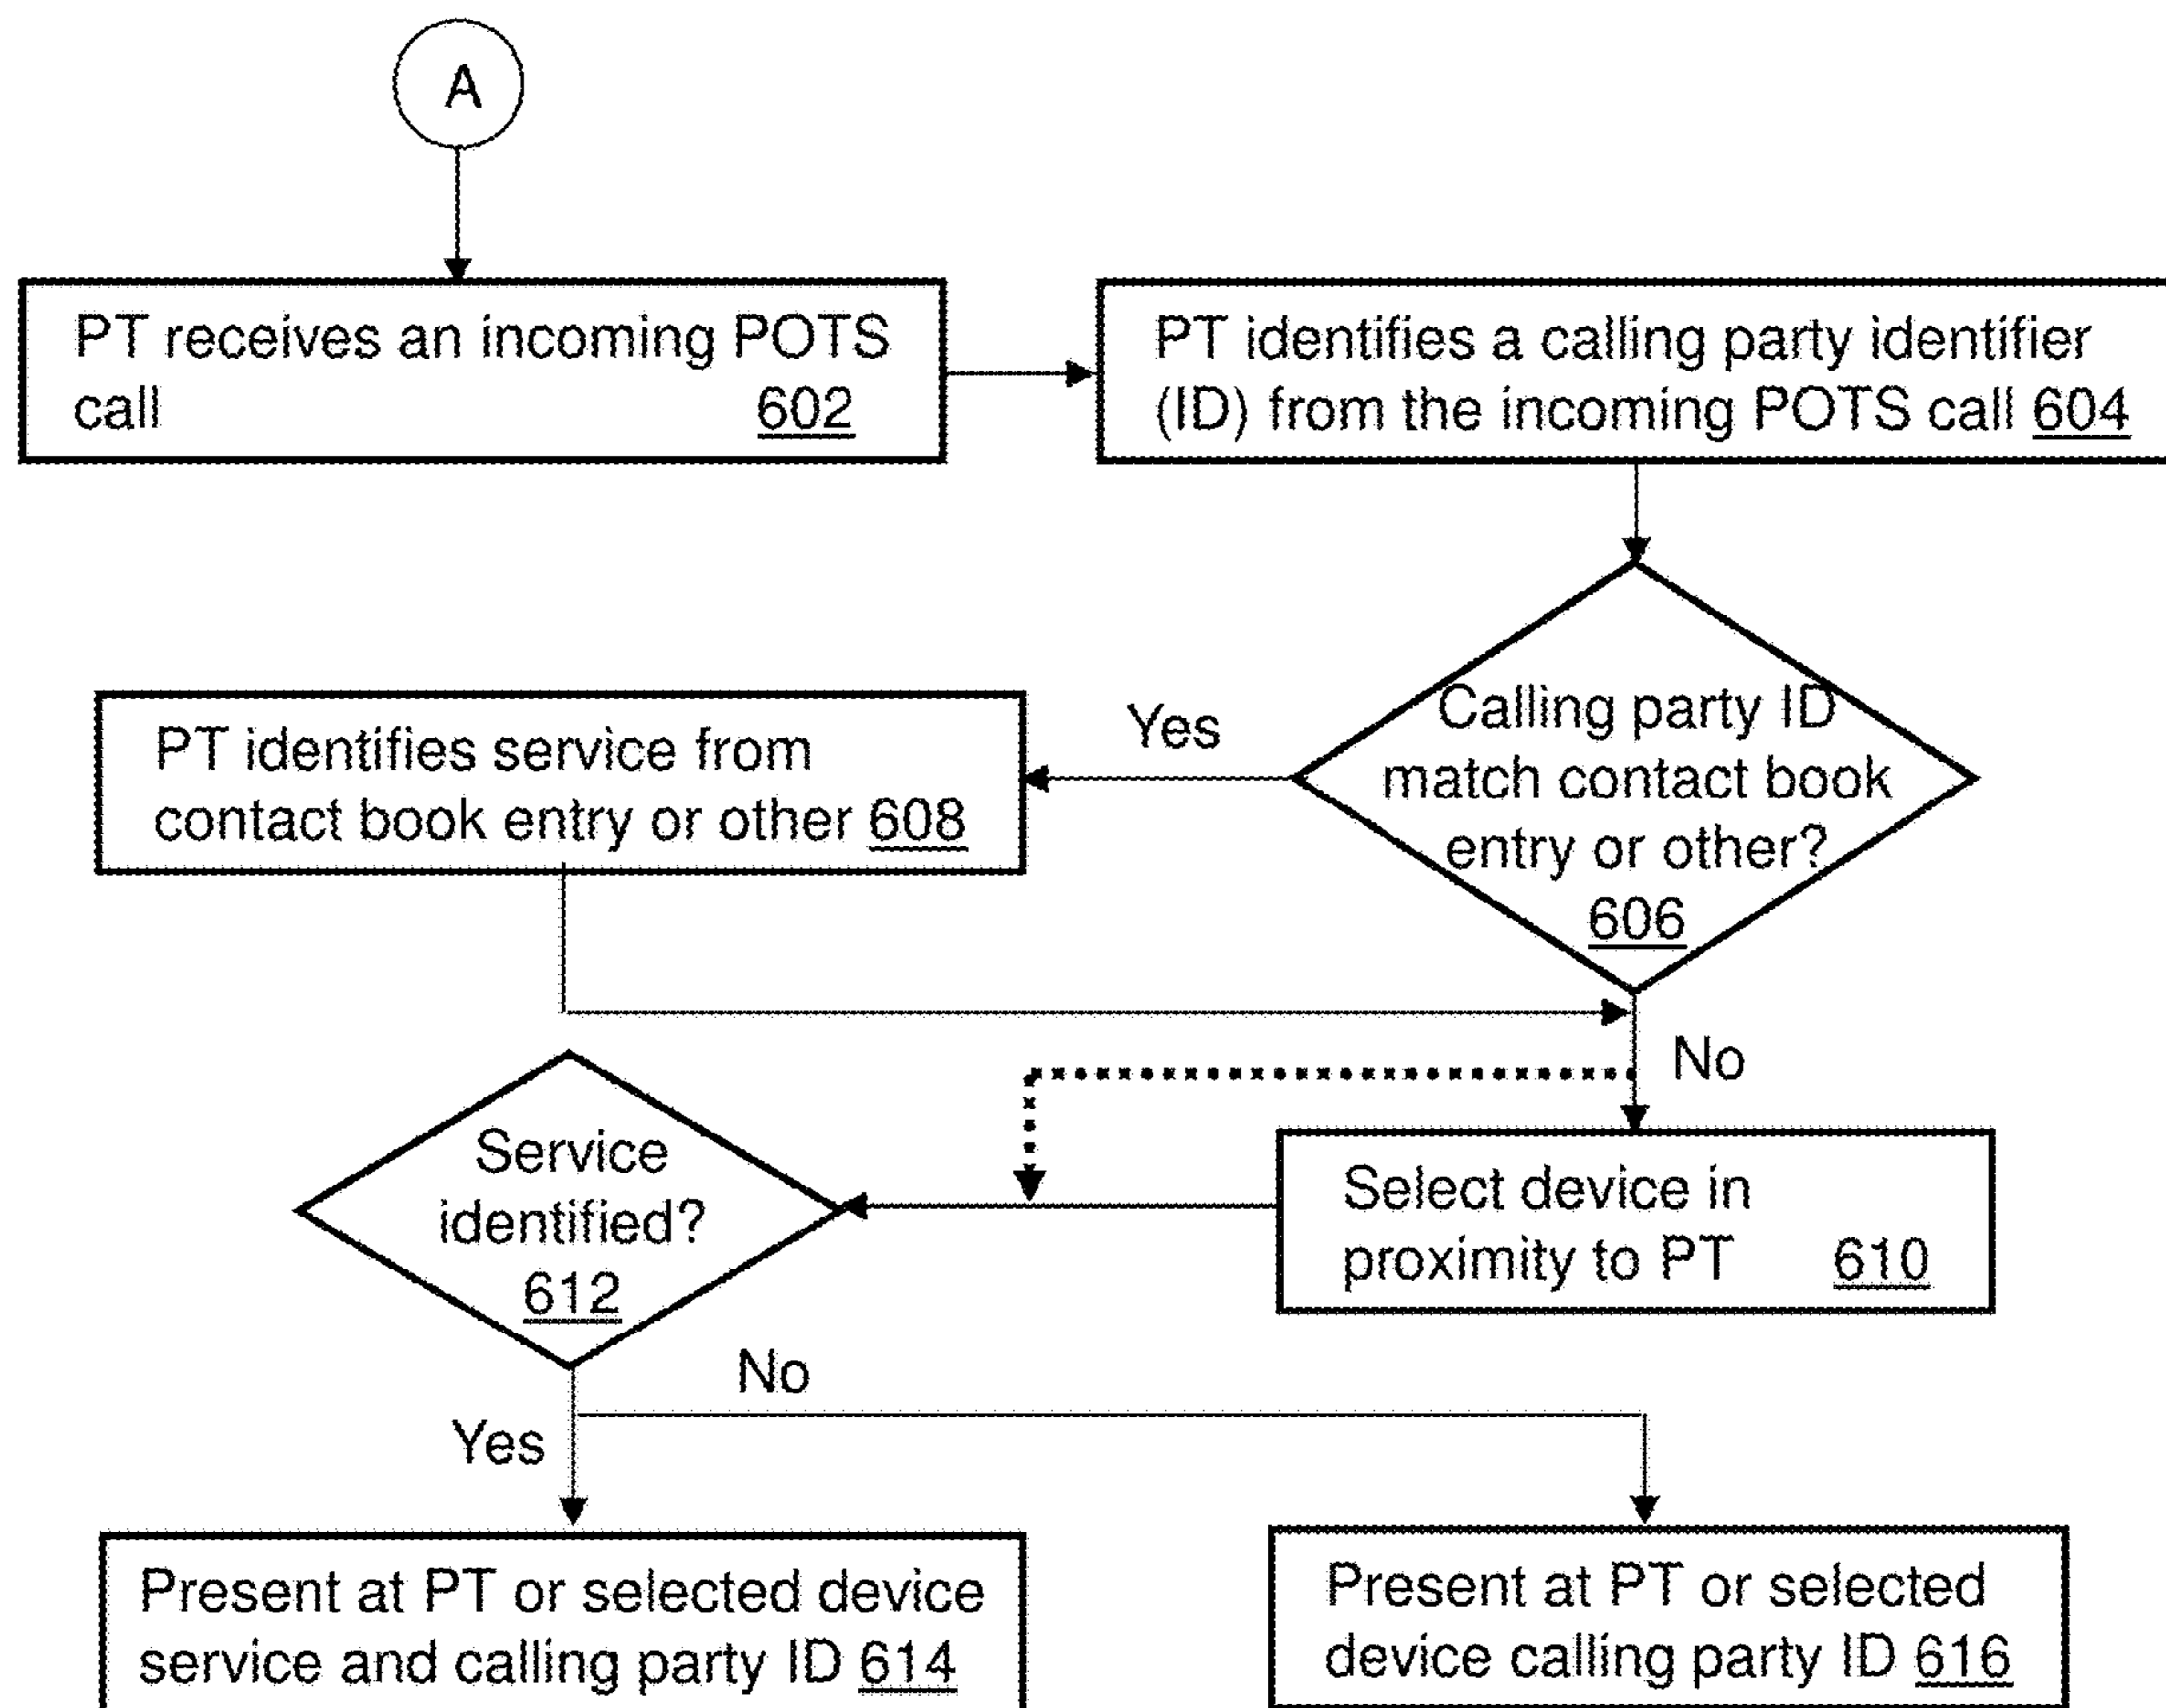 A
PT receives an incoming POTS
call 602
PT identifies a calling party identifier
(ID) from the incoming POTS call 604
Calling party ID
match contact book
entry or other?
606
Yes
PT identifies service from
contact book entry or other 608
No
Select device in
proximity to PT 610
Service
identified?
612
No
Yes
Present at PT or selected device
service and calling party ID 614
Present at PT or selected
device calling party ID 616